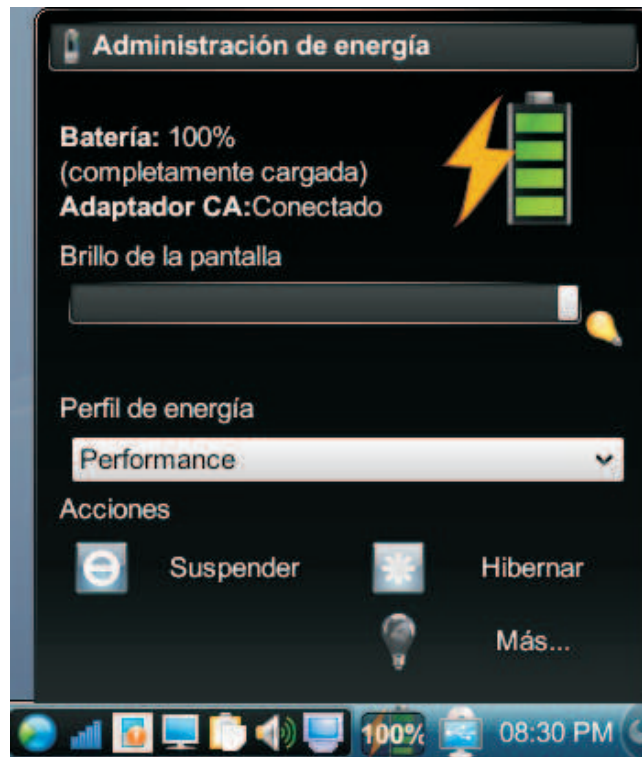 Administración de energía
Batería: 100%
(completamente cargada)
Adaptador CA:Conectado
Brillo de la pantalla
Perfil de energía
Performance
Acciones
Suspender Hibernar
Más...
100% 08:30 PM